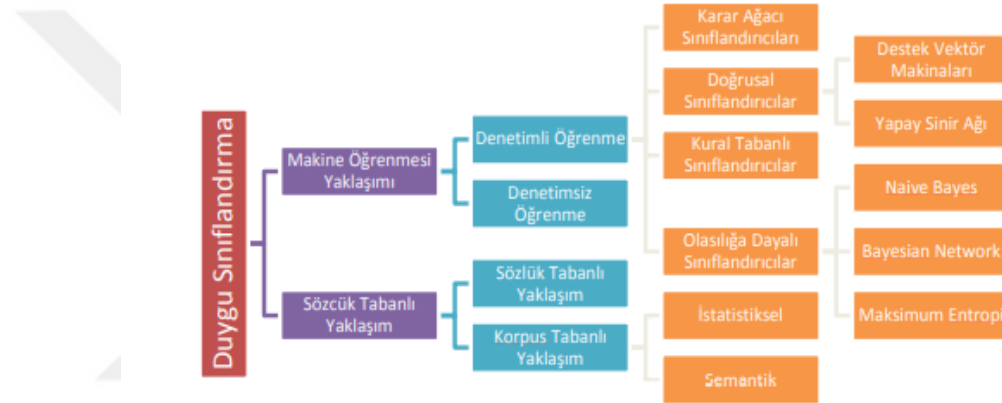 Duygu Sınıflandırma
Makine Öğrenmesi
Yaklaşımı
Sözcük Tabanlı
Yaklaşım
Denetimli Öğrenme
Denetimsiz
Öğrenme
Sözlük Tabanlı
Yaklaşım
Korpus Tabanlı
Yaklaşım
Karar Ağacı
Sınıflandırıcıları
Doğrusal
Sınıflandırıcılar
Kural Tabanlı
Sınıflandırıcılar
Olasılığa Dayalı
Sınıflandırıcılar
İstatistiksel
Semantik
Destek Vektör
Makinaları
Yapay Sinir Ağı
Naive Bayes
Bayesian Network
Maksimum Entropi